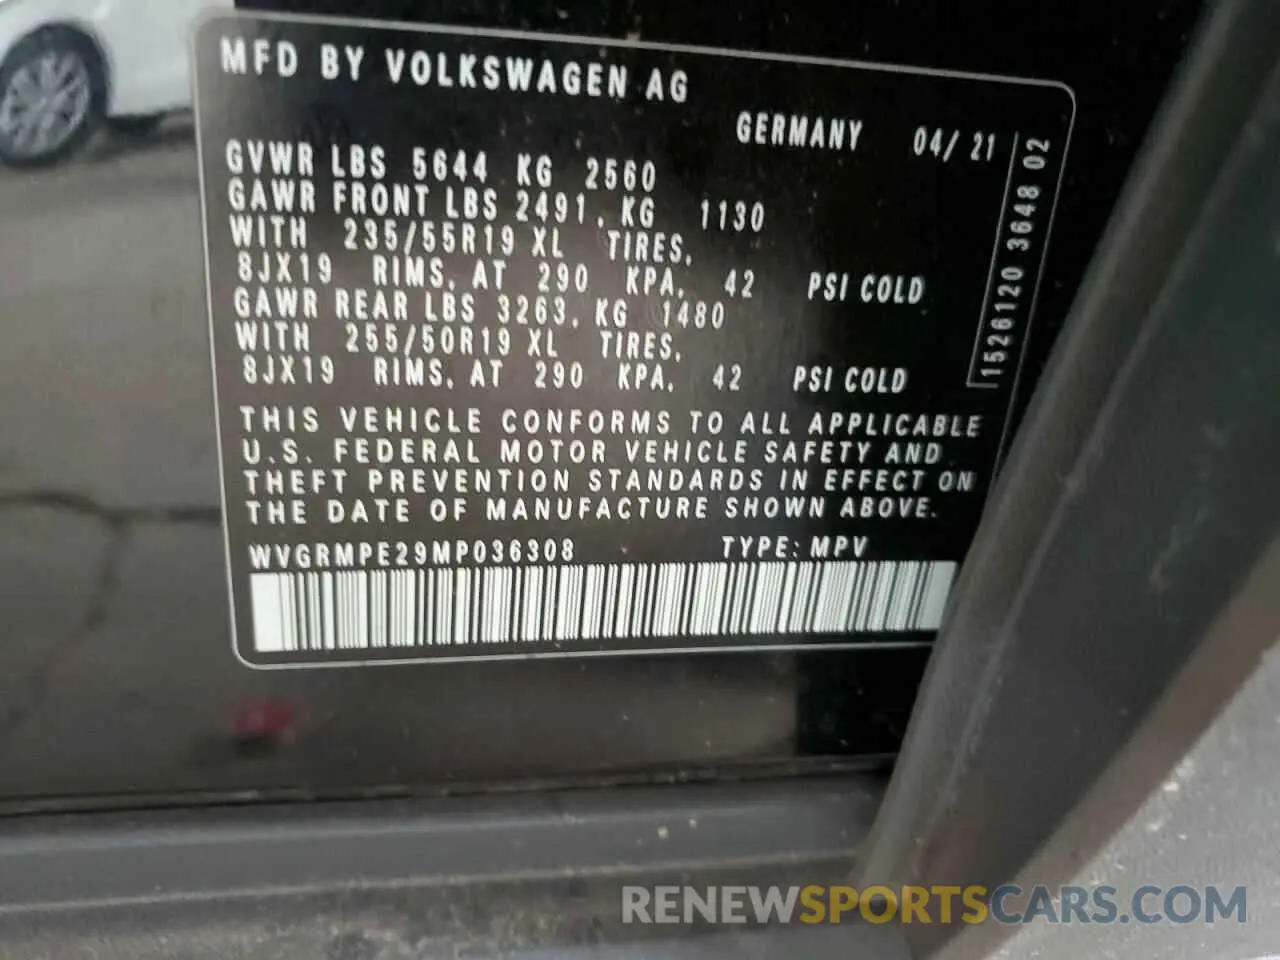 MFD BY VOLKSWAGEN AG
GERMANY 04/ 21
GVWR LBS 5644 KG 2560
GAWR FRONT LBS 2491, KG 1130
WITH 235/55R19 XL TIRES,
8JX19 RIMS, AT 290 KPA, 42 PSI COLD
GAWR REAR LBS 3263, KG 1480
WITH 255/50R19 XL TIRES,
8JX19 RIMS, AT 290 KPA, 42 PSI COLD
1526120 3648 02
THIS VEHICLE CONFORMS TO ALL APPLICABLE
U.S. FEDERAL MOTOR VEHICLE SAFETY AND
THEFT PREVENTION STANDARDS IN EFFECT ON
THE DATE OF MANUFACTURE SHOWN ABOVE.
WVGRMPE29MP036308 TYPE: MPV
RENEWSPORTSCARS.COM